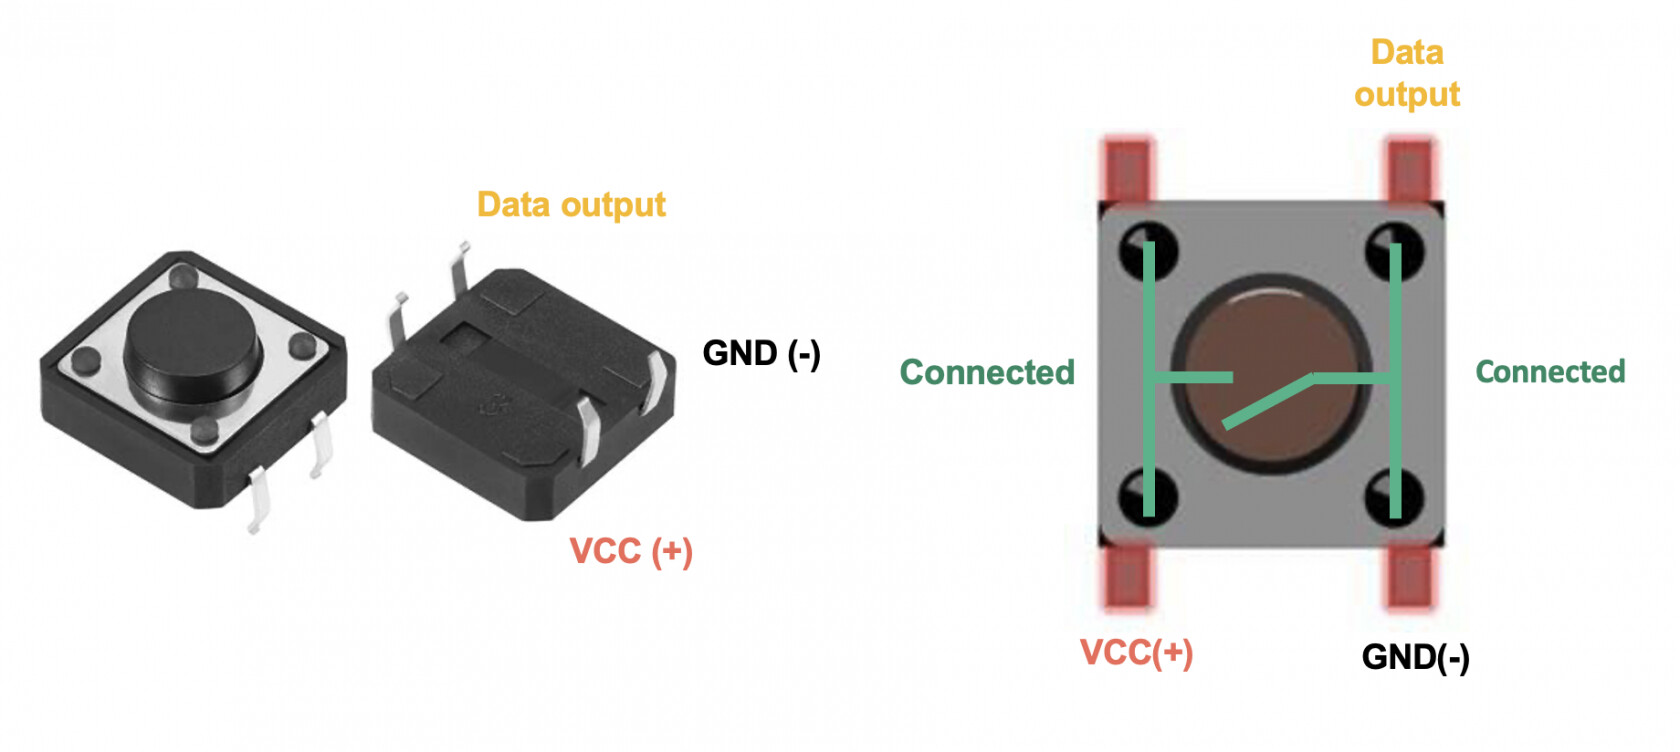 Data output
GND (-)
VCC (+)
Data
output
Connected
Connected
VCC(+)
GND(-)